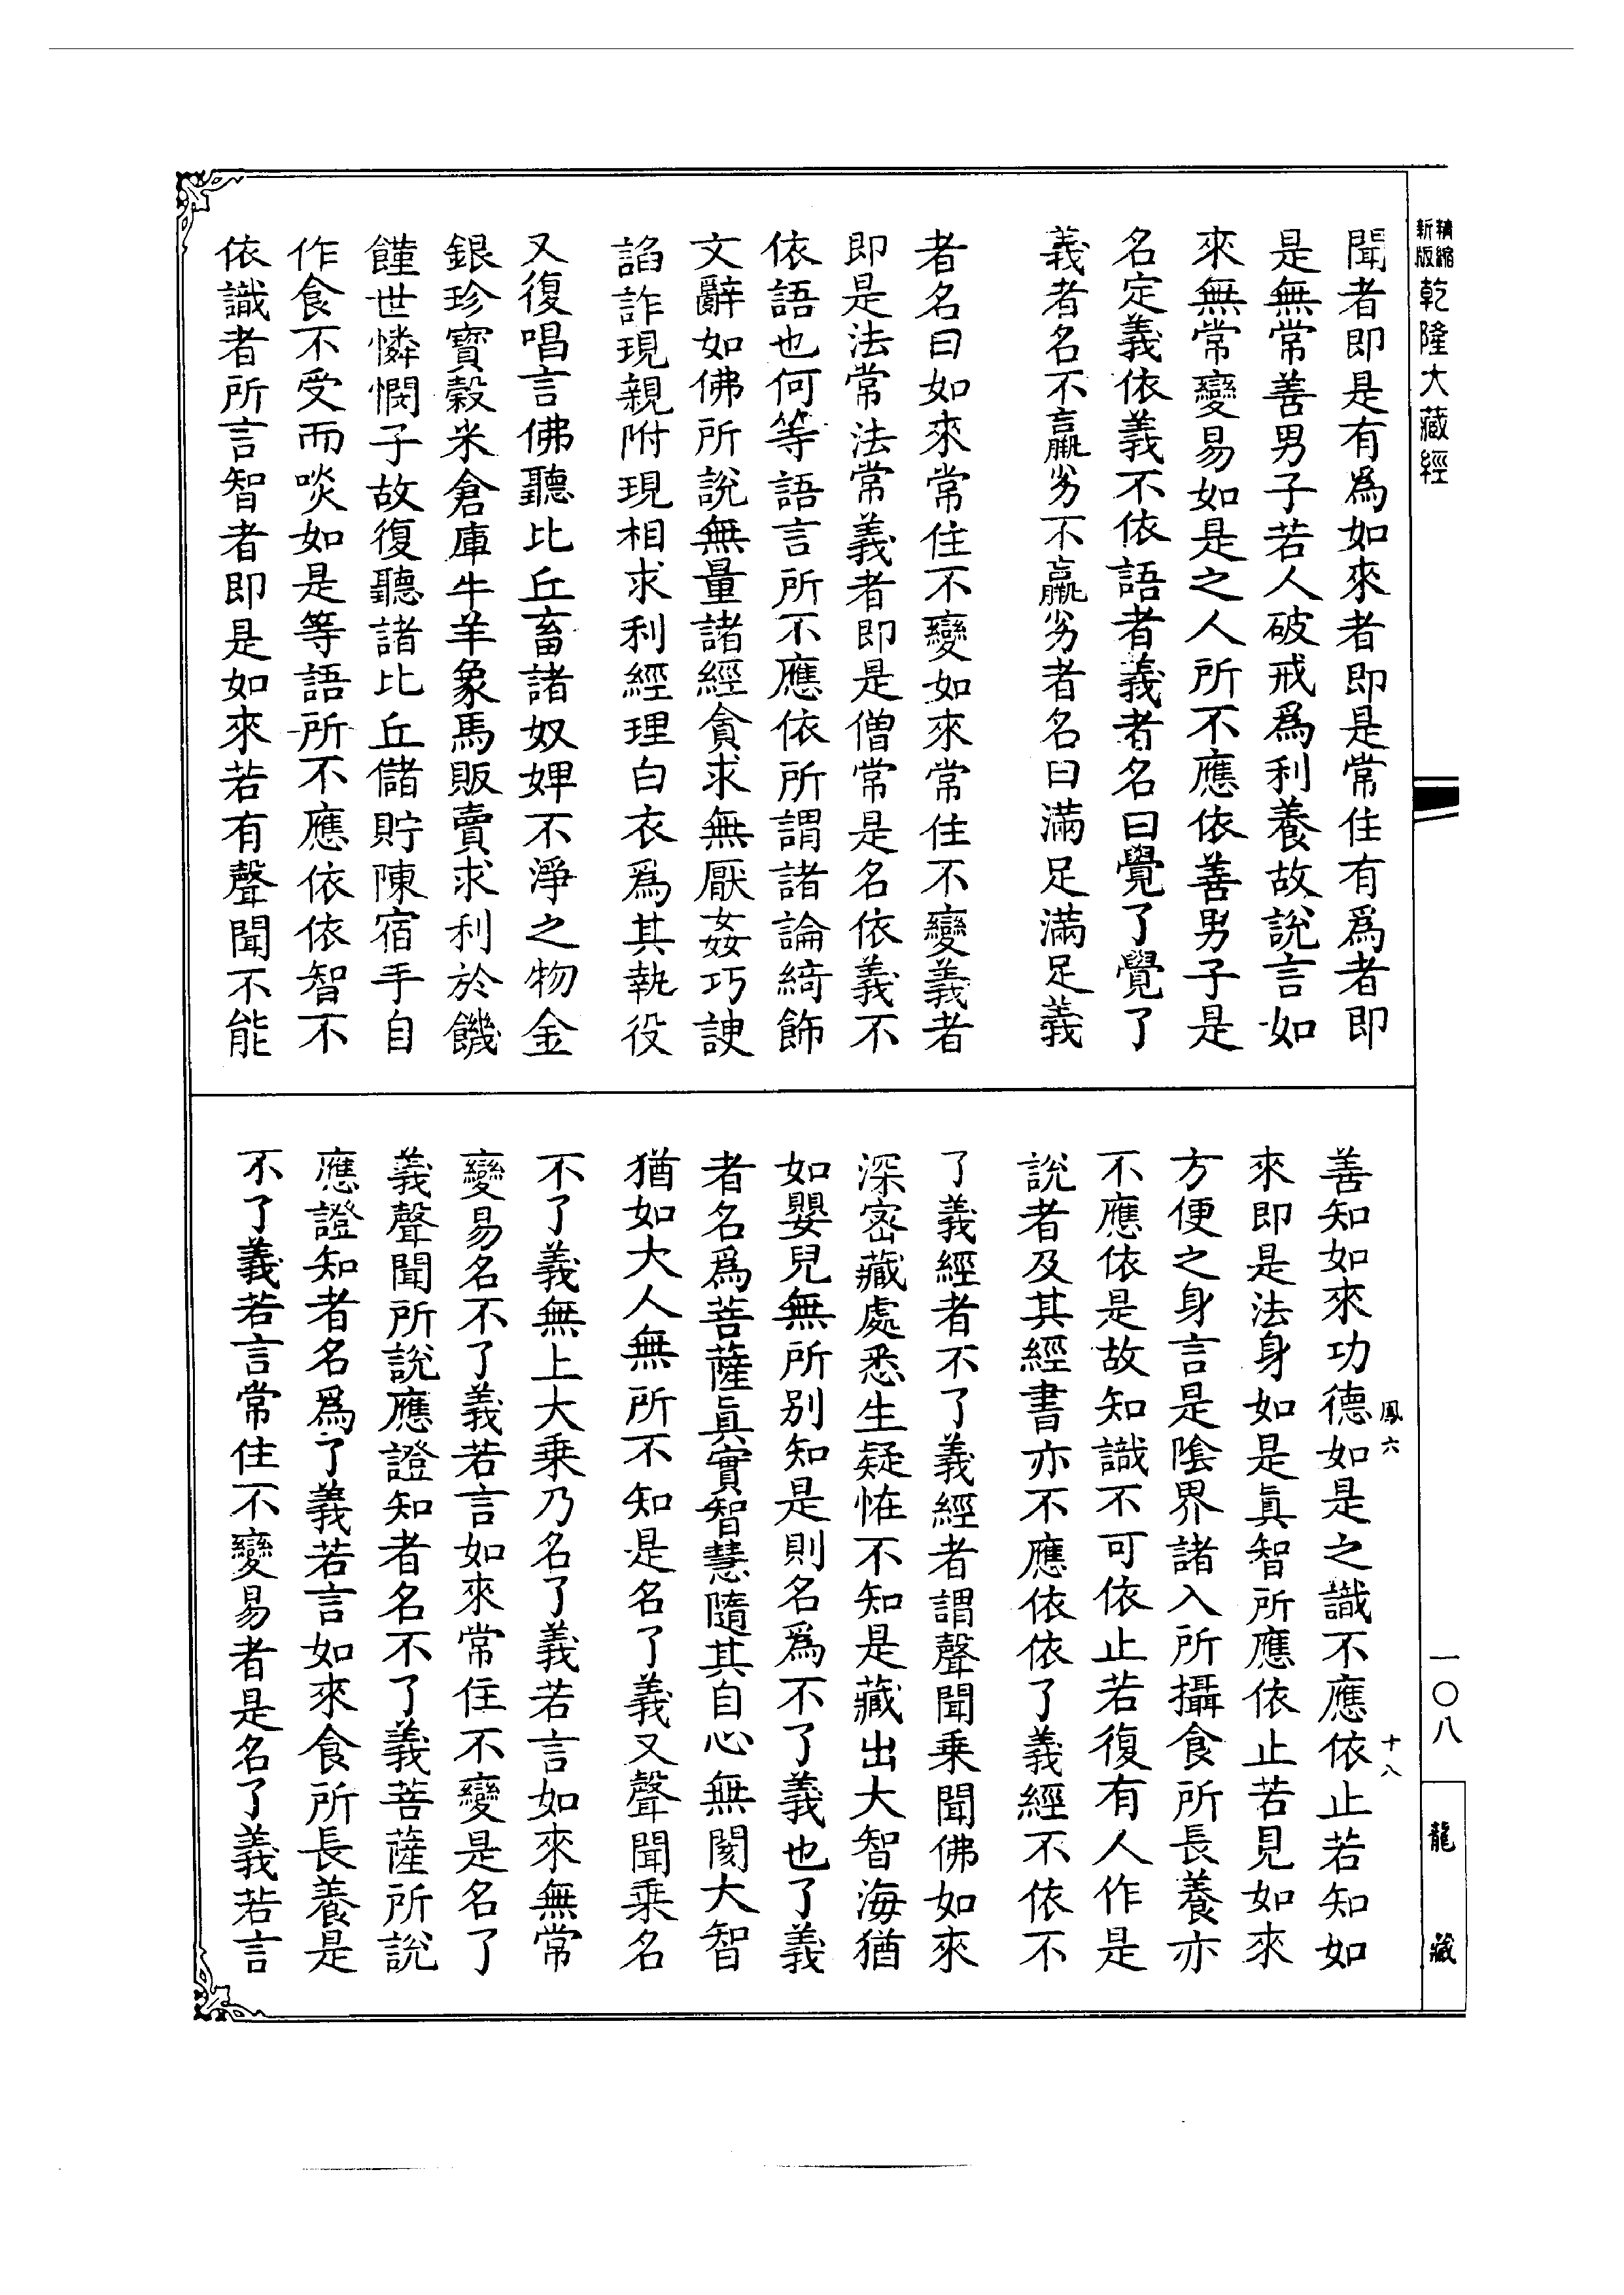 精縮新版乾隆大藏經
聞者即是有爲如來者即是常住有爲者即
是無常善男子若人破戒爲利養故說言如
來無常變易如是之人所不應依善男子是
名定義依義不依語者義者名曰覺了覺了
義者名不羸劣不羸劣者名曰滿足滿足義
者名曰如來常住不變如來常住不變義者
即是法常法常義者即是僧常是名依義不
依語也何等語言所不應依所謂諸論綺飾
文辭如佛所說無量諸經貪求無厭姦巧諛
諂詐現親附現相求利經理白衣爲其執役
又復唱言佛聽比丘畜諸奴婢不淨之物金
銀珍寶穀米倉庫牛羊象馬販賣求利於饑
饉世憐憫子故復聽諸比丘儲貯陳宿手自
作食不受而啖如是等語所不應依依智不
依識者所言智者即是如來若有聲聞不能
善知如來功德如是之識不應依止若知如
來即是法身如是眞智所應依止若見如來
方便之身言是陰界諸入所攝食所長養亦
不應依是故知識不可依止若復有人作是
說者及其經書亦不應依依了義經不依不
了義經者不了義經者謂聲聞乘聞佛如來
深密藏處悉生疑怪不知是藏出大智海猶
如嬰兒無所別知是則名爲不了義也了義
者名爲菩薩眞實智慧隨其自心無閡大智
猶如大人無所不知是名了義又聲聞乘名
不了義無上大乘乃名了義若言如來無常
變易名不了義若言如來常住不變是名了
義聲聞所說應證知者名不了義菩薩所說
應證知者名爲了義若言如來食所長養是
不了義若言常住不變易者是名了義若言
鳳六
十八
一〇八
龍藏